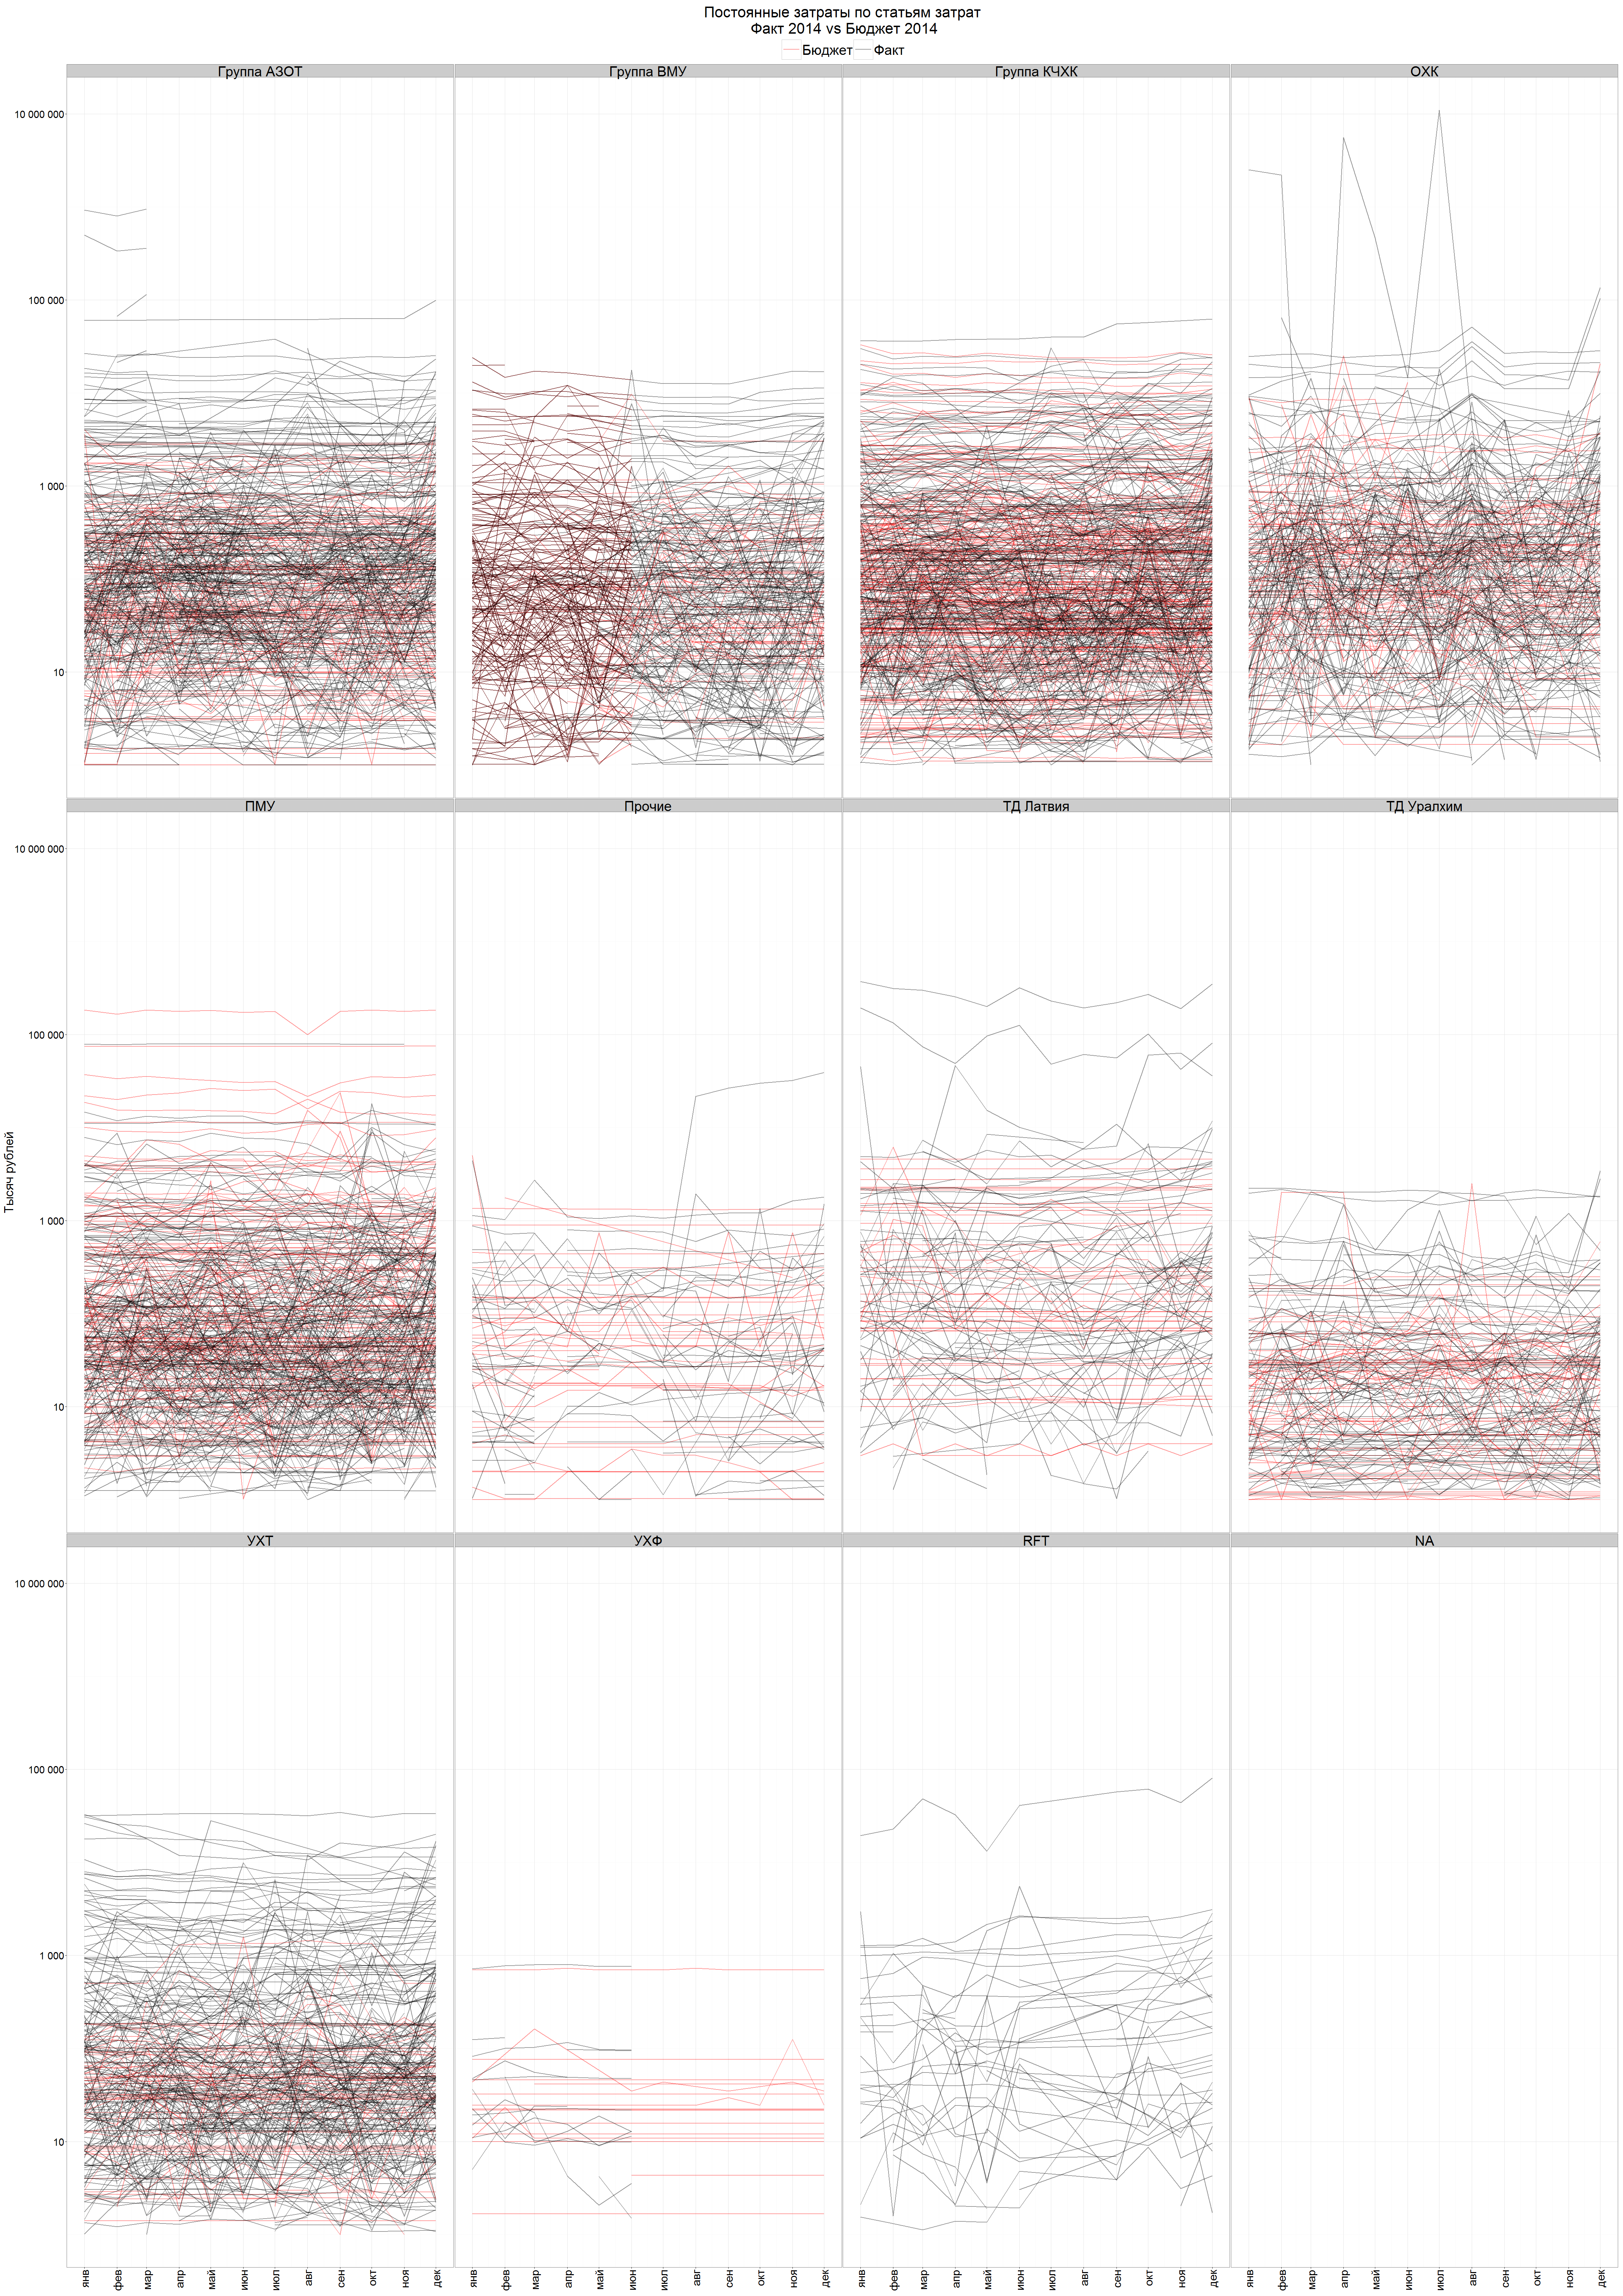 Постоянные затраты по статьям затрат
Факт 2014 vs Бюджет 2014
Бюджет Факт
Группа АЗОТ Группа ВМУ Группа КЧХК ОХК
10 000 000
100 000
1 000
10
ПМУ Прочие ТД Латвия ТД Уралхим
10 000 000
100 000
1 000
10
Тысяч рублей
УХТ УХФ RFT NA
10 000 000
100 000
1 000
10
янв фев мар апр май июн июл авг сен окт ноя дек янв фев мар апр май июн июл авг сен окт ноя дек янв фев мар апр май июн июл авг сен окт ноя дек янв фев мар апр май июн июл авг сен окт ноя дек